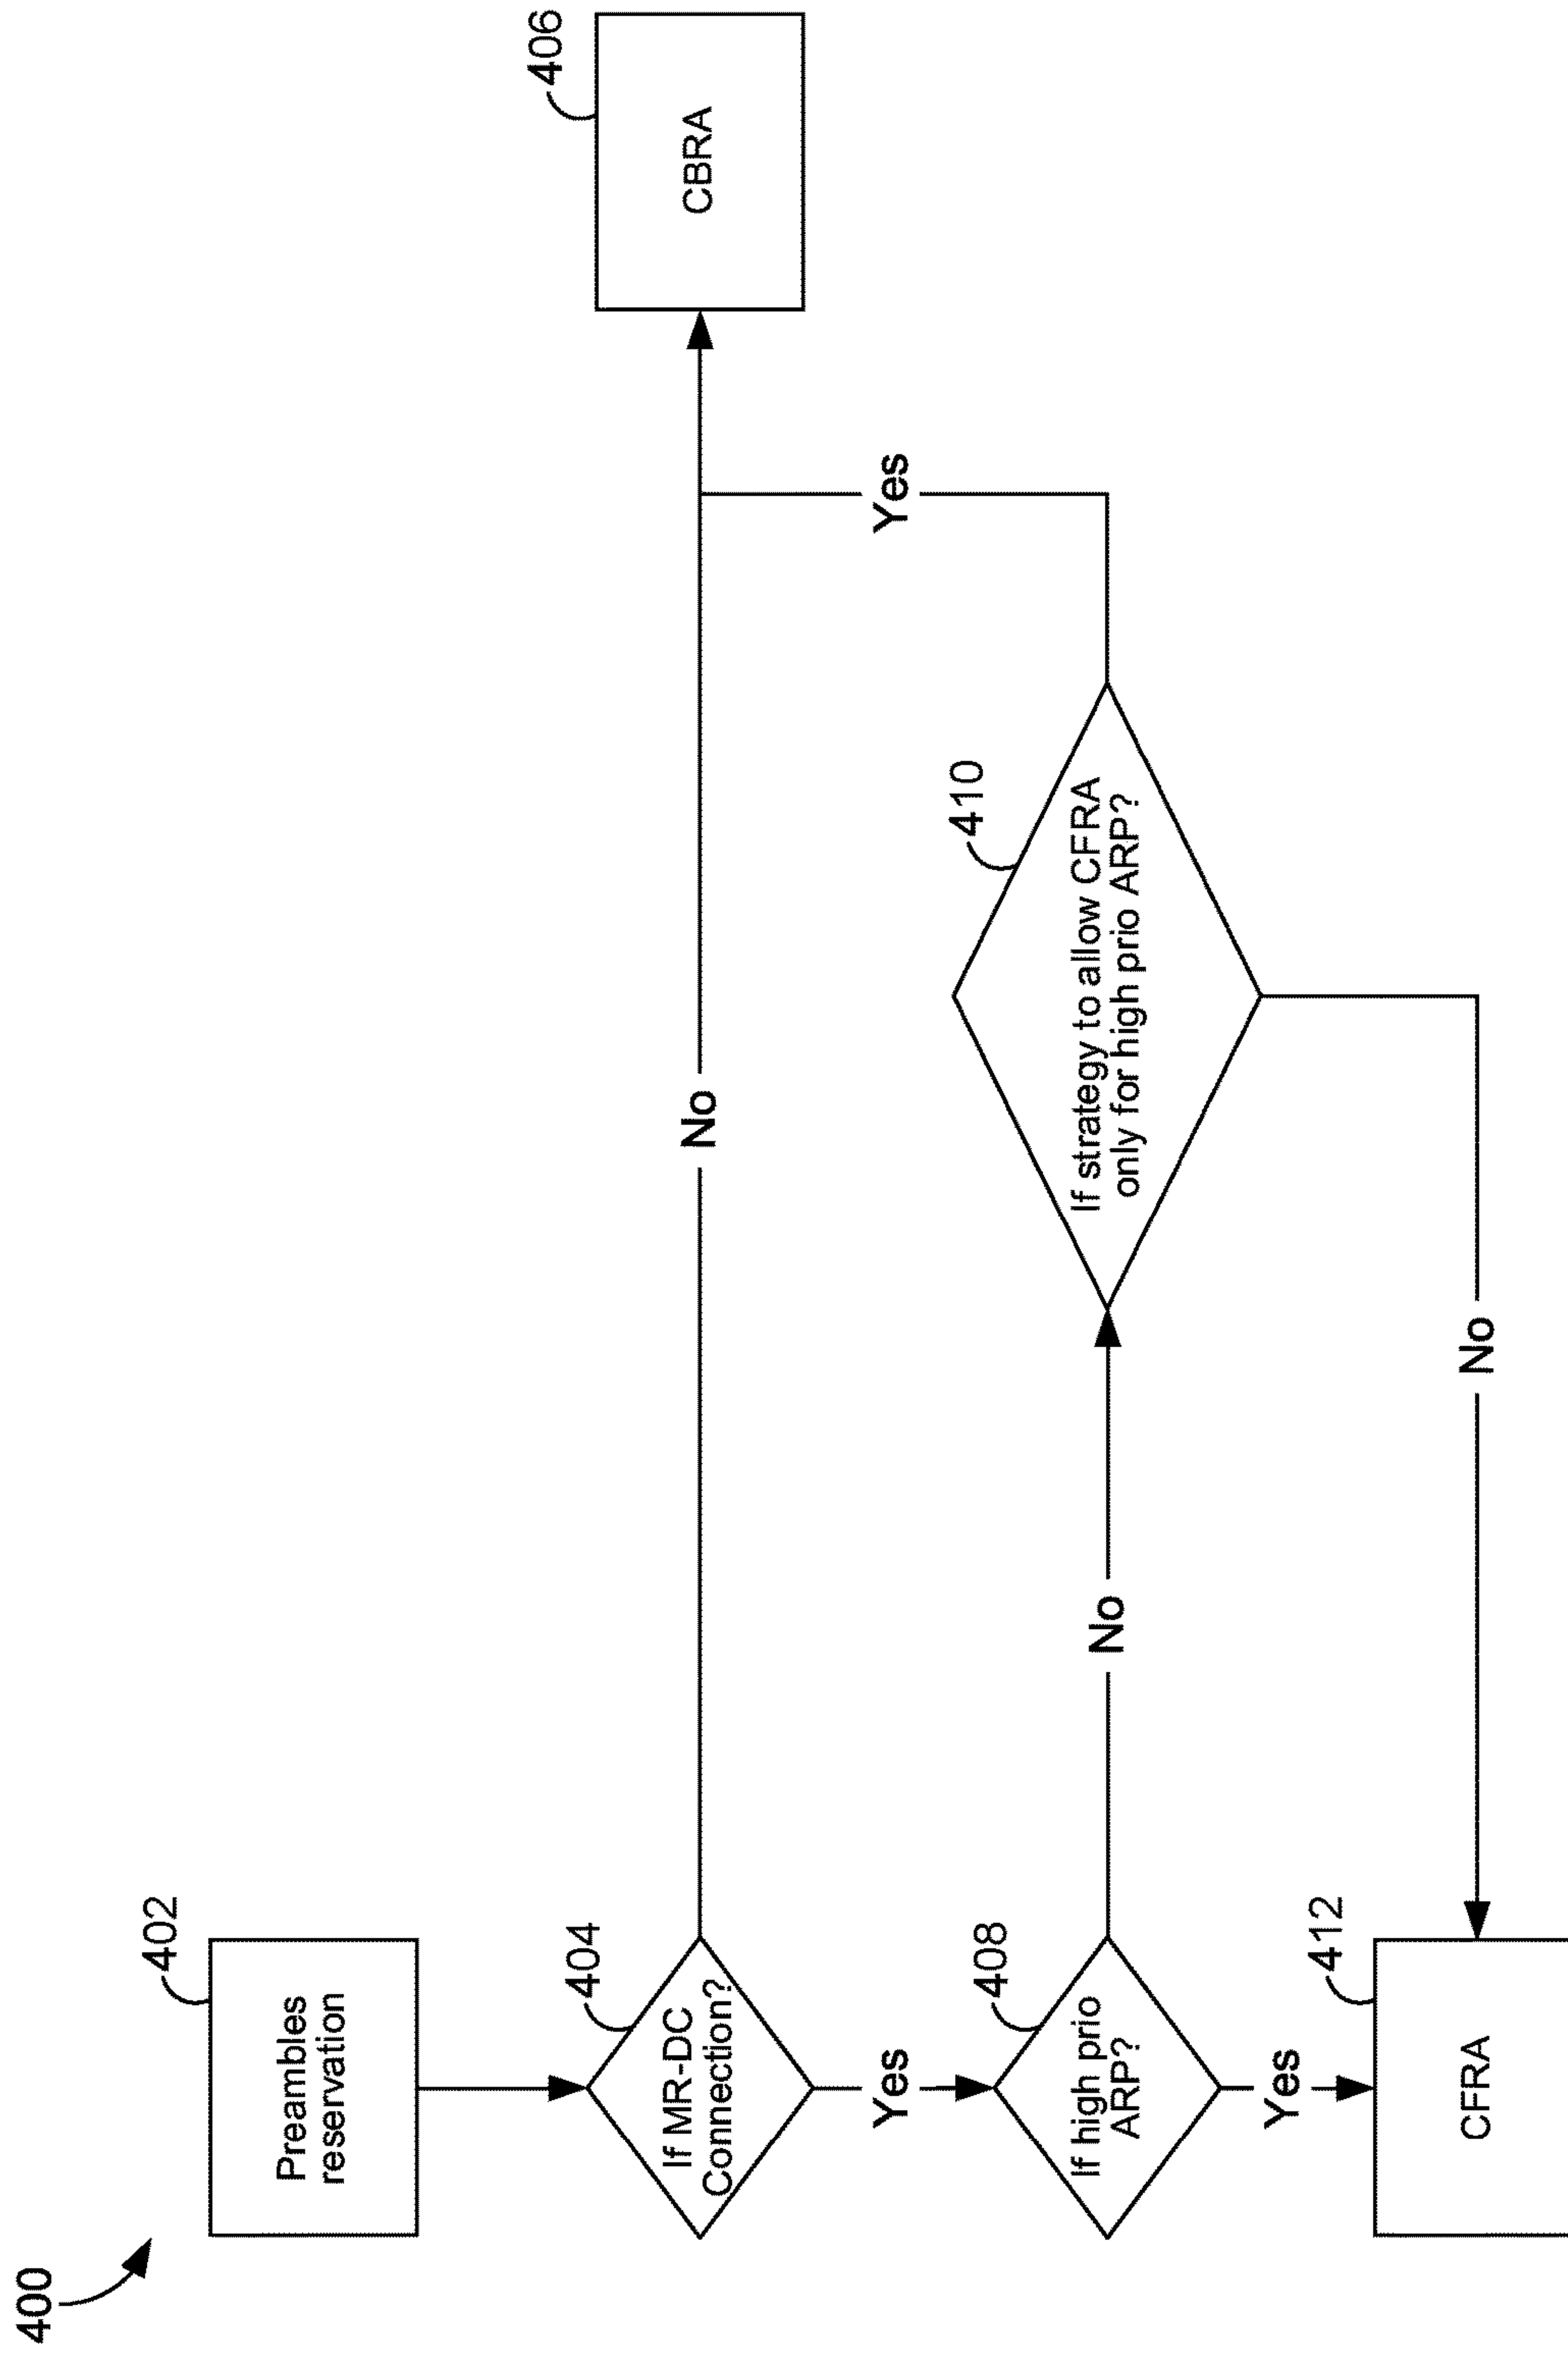 400
402
Preambles
reservation
404
If MR-DC
Connection?
No
406
CBRA
Yes
408
If high prio
ARP?
No
410
If strategy to allow CFRA
only for high prio ARP?
Yes
Yes
412
CFRA
No